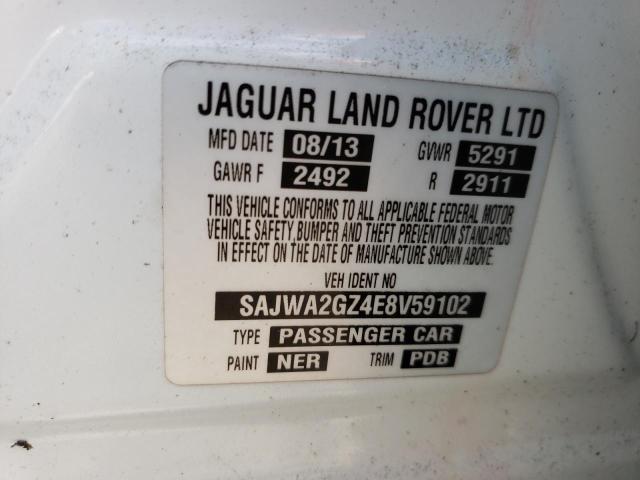 JAGUAR LAND ROVER LTD
MFD DATE 08/13 GVWR 5291
GAWR F 2492 R 2911
THIS VEHICLE CONFORMS TO ALL APPLICABLE FEDERAL MOTOR
VEHICLE SAFETY, BUMPER AND THEFT PREVENTION STANDARDS
IN EFFECT ON THE DATE OF MANUFACTURE SHOWN ABOVE.
VEH IDENT NO
SAJWA2GZ4E8V59102
TYPE PASSENGER CAR
PAINT NER TRIM PDB